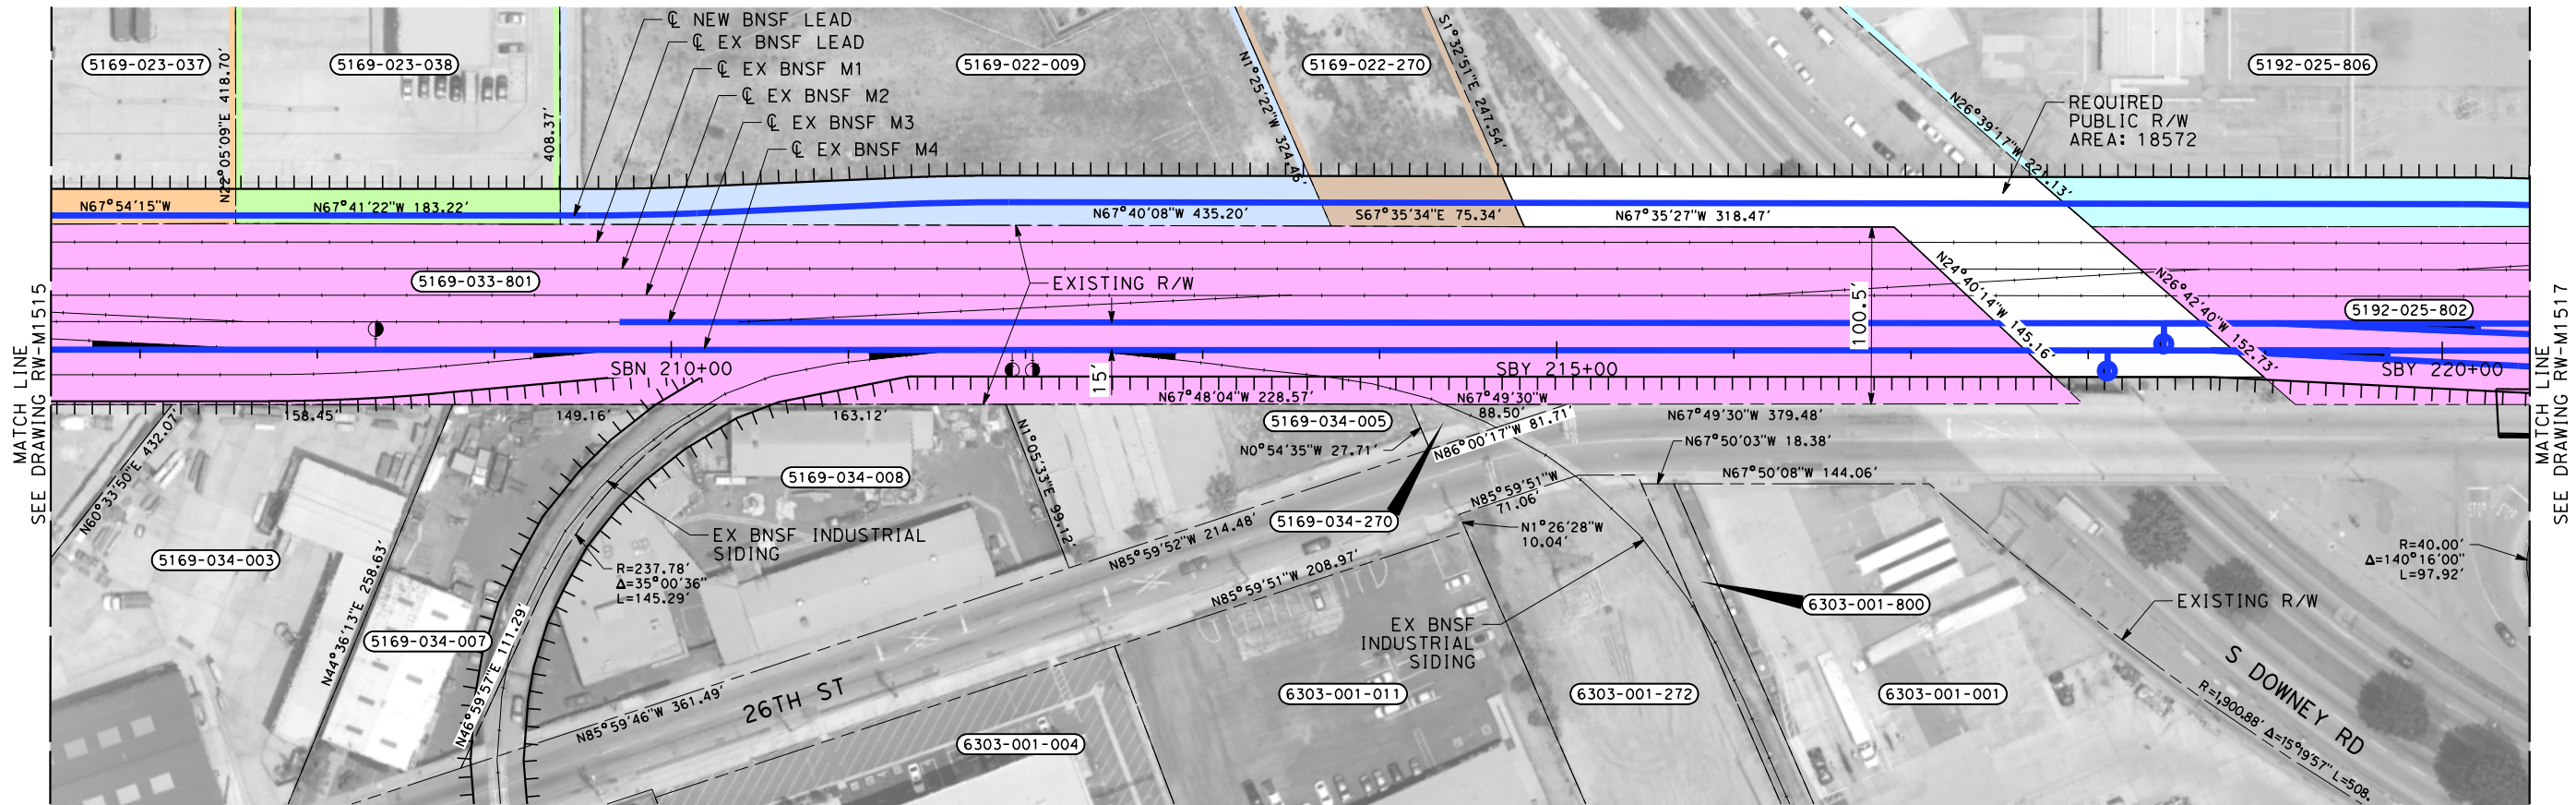 ℄ NEW BNSF LEAD
℄ EX BNSF LEAD
℄ EX BNSF M1
℄ EX BNSF M2
℄ EX BNSF M3
℄ EX BNSF M4
5169-023-037
N22°05'09"E 418.70'
5169-023-038
408.37'
5169-022-009
N1°25'22"W 324.46'
5169-022-270
S1°32'51"E 247.54'
N26°39'17"W 221.13'
REQUIRED
PUBLIC R/W
AREA: 18572
5192-025-806
N67°54'15"W
N67°41'22"W 183.22'
N67°40'08"W 435.20'
S67°35'34"E 75.34'
N67°35'27"W 318.47'
5169-033-801
EXISTING R/W
100.5'
N24°40'14"W 145.16'
N26°42'40"W 152.73'
5192-025-802
MATCH LINE
SEE DRAWING RW-M1515
MATCH LINE
SEE DRAWING RW-M1517
SBN 210+00
15'
SBY 215+00
SBY 220+00
158.45'
149.16'
163.12'
N67°48'04"W 228.57'
N67°49'30"W
88.50'
N67°49'30"W 379.48'
5169-034-005
N0°54'35"W 27.71'
N86°00'17"W 81.71'
N67°50'03"W 18.38'
N67°50'08"W 144.06'
N60°33'50"E 432.07'
5169-034-008
N1°05'33"E 99.12'
5169-034-270
N85°59'51"W
71.06'
N1°26'28"W
10.04'
5169-034-003
N44°36'13"E 258.63'
EX BNSF INDUSTRIAL
SIDING
R=237.78'
Δ=35°00'36"
L=145.29'
N85°59'52"W 214.48'
N85°59'51"W 208.97'
R=40.00'
Δ=140°16'00"
L=97.92'
5169-034-007
N46°59'57"E 111.29'
EX BNSF
INDUSTRIAL
SIDING
6303-001-800
EXISTING R/W
N85°59'46"W 361.49'
26TH ST
6303-001-004
6303-001-011
6303-001-272
6303-001-001
S DOWNEY RD
R=1,900.88' Δ=15°19'57" L=508.